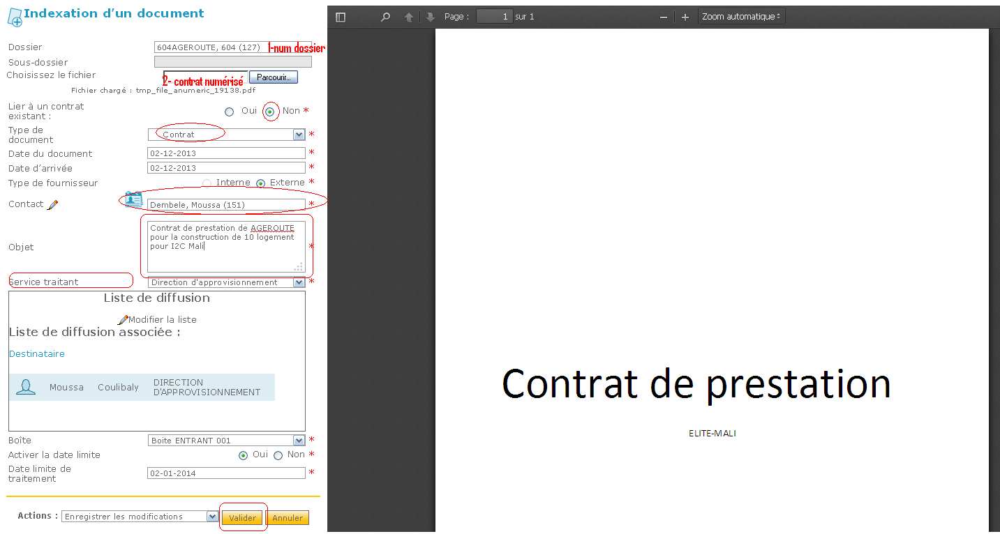 Indexation d’un document
Dossier
604AGEROUTE, 604 (127)
1-num dossier
Sous-dossier
Choisissez le fichier
2- contrat numérisé
Parcourir...
Fichier chargé : tmp_file_anumeric_19138.pdf
Lier à un contrat
existant :
Oui Non *
Type de
document
Contrat *
Date du document 02-12-2013 *
Date d’arrivée 02-12-2013 *
Type de fournisseur Interne Externe *
Contact Dembele, Moussa (151) *
Objet
Contrat de prestation de AGEROUTE
pour la construction de 10 logement
pour I2C Mali
*
Service traitant Direction d'approvisionnement *
Liste de diffusion
Modifier la liste
Liste de diffusion associée :
Destinataire
Moussa Coulibaly DIRECTION
D'APPROVISIONNEMENT
Boîte Boite ENTRANT 001 *
Activer la date limite Oui Non *
Date limite de
traitement
02-01-2014 *
Actions : Enregistrer les modifications Valider Annuler
Page : 1 sur 1 Zoom automatique
Contrat de prestation
ELITE-MALI